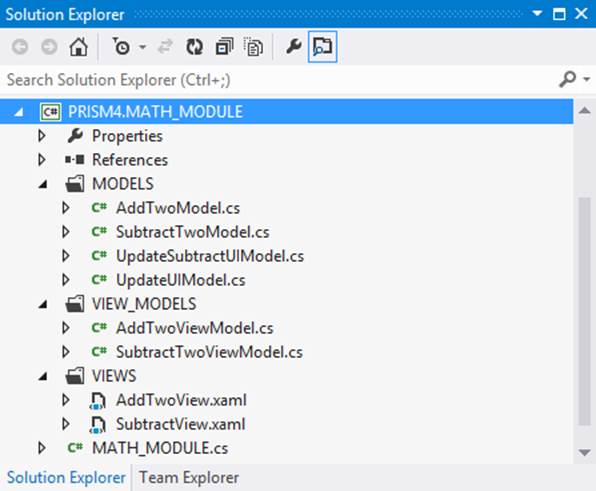 Solution Explorer
Search Solution Explorer (Ctrl+;)
C# PRISM4.MATH_MODULE
Properties
References
MODELS
C# AddTwoModel.cs
C# SubtractTwoModel.cs
C# UpdateSubtractUIModel.cs
C# UpdateUIModel.cs
VIEW_MODELS
C# AddTwoViewModel.cs
C# SubtractTwoViewModel.cs
VIEWS
AddTwoView.xaml
SubtractView.xaml
C# MATH_MODULE.cs
Solution Explorer Team Explorer